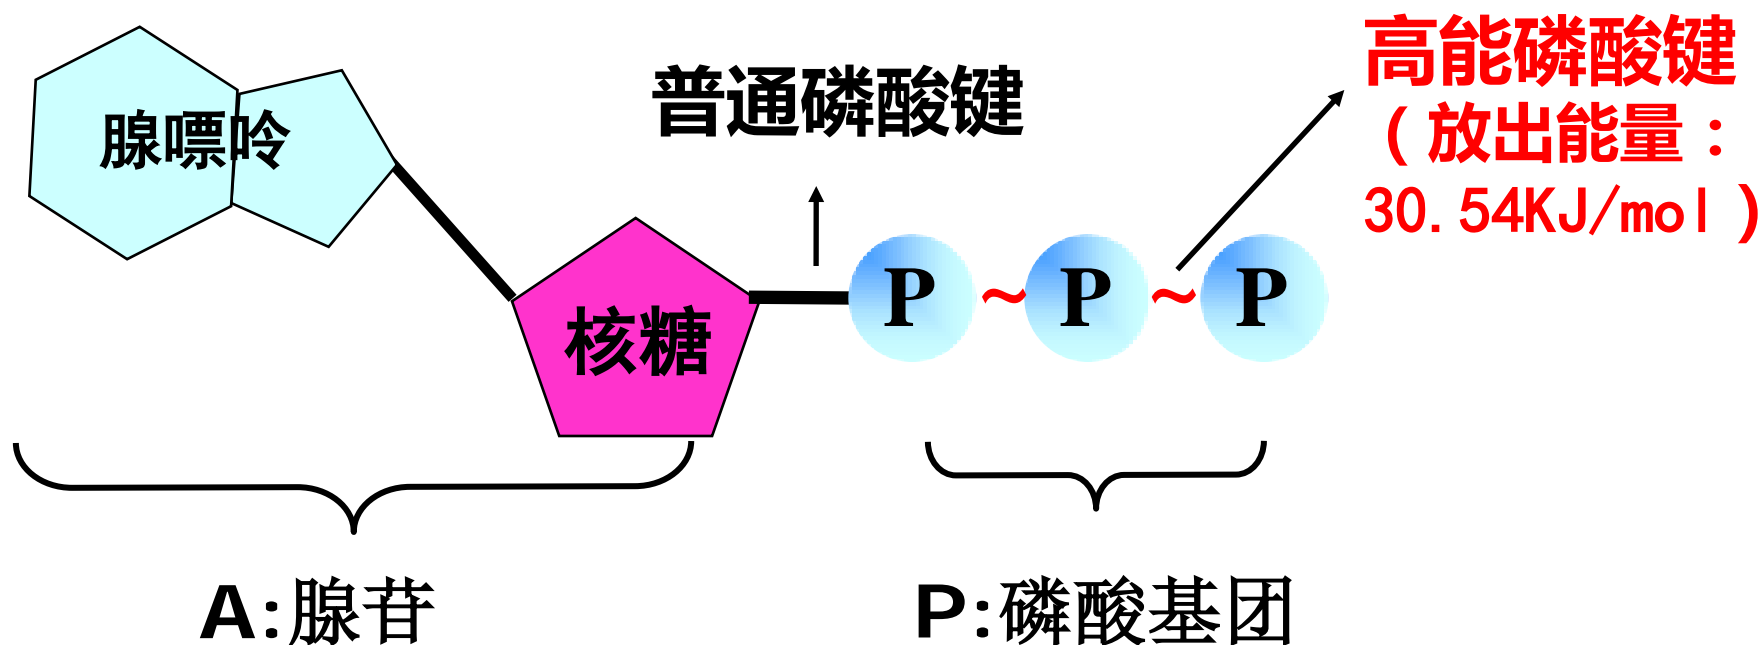 高能磷酸键
（放出能量：
30.54KJ/mol)
普通磷酸键
腺嘌呤
核糖
P ~ P ~ P
A:腺苷
P:磷酸基团